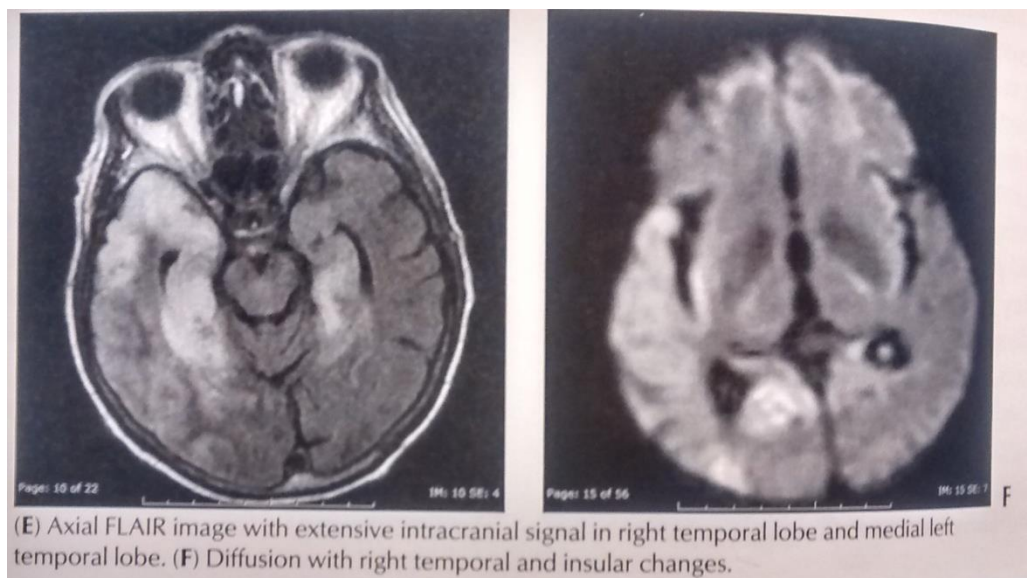 Page: 10 of 22
IM: 10 SE: 4
Page: 15 of 56
IM: 15 SE: 7
F
(E) Axial FLAIR image with extensive intracranial signal in right temporal lobe and medial left
temporal lobe. (F) Diffusion with right temporal and insular changes.